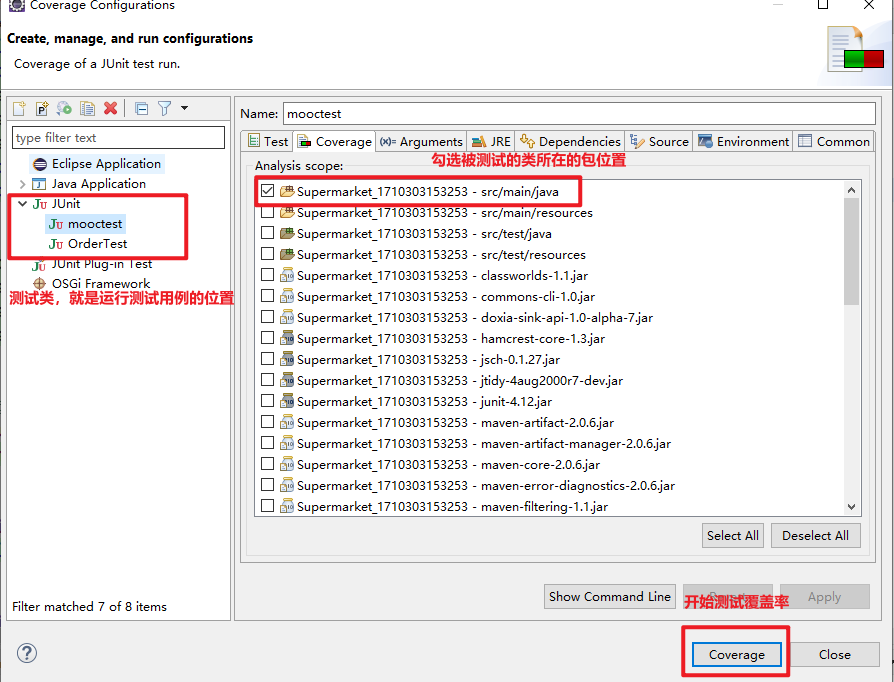 Coverage Configurations
Create, manage, and run configurations
Coverage of a JUnit test run.
type filter text
Eclipse Application
Java Application
JUnit
mooctest
OrderTest
JUnit Plug-in Test
OSGi Framework
测试类，就是运行测试用例的位置
Filter matched 7 of 8 items
Name: mooctest
Test Coverage Arguments JRE Dependencies Source Environment Common
勾选被测试的类所在的包位置
Analysis scope:
Supermarket_1710303153253 - src/main/java
Supermarket_1710303153253 - src/main/resources
Supermarket_1710303153253 - src/test/java
Supermarket_1710303153253 - src/test/resources
Supermarket_1710303153253 - classworlds-1.1.jar
Supermarket_1710303153253 - commons-cli-1.0.jar
Supermarket_1710303153253 - doxia-sink-api-1.0-alpha-7.jar
Supermarket_1710303153253 - hamcrest-core-1.3.jar
Supermarket_1710303153253 - jsch-0.1.27.jar
Supermarket_1710303153253 - jtidy-4aug2000r7-dev.jar
Supermarket_1710303153253 - junit-4.12.jar
Supermarket_1710303153253 - maven-artifact-2.0.6.jar
Supermarket_1710303153253 - maven-artifact-manager-2.0.6.jar
Supermarket_1710303153253 - maven-core-2.0.6.jar
Supermarket_1710303153253 - maven-error-diagnostics-2.0.6.jar
Supermarket_1710303153253 - maven-filtering-1.1.jar
Select All Deselect All
Show Command Line Apply
开始测试覆盖率
Coverage Close